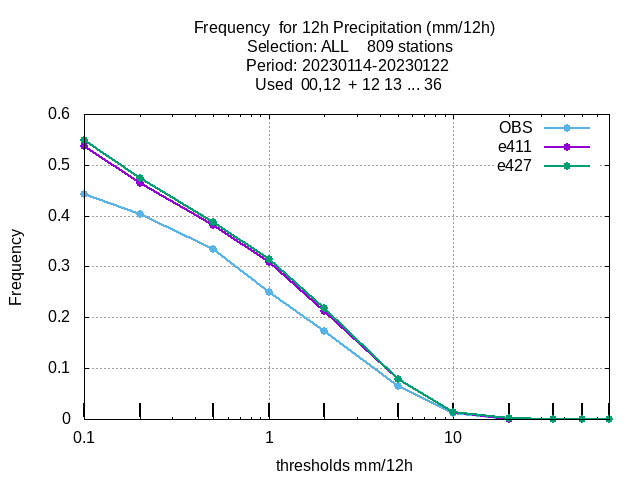 Frequency  for 12h Precipitation (mm/12h)
Selection: ALL    809 stations
Period: 20230114-20230122
Used  00,12  + 12 13 ... 36
OBS
e411
e427
Frequency
0.6
0.5
0.4
0.3
0.2
0.1
0
0.1 1 10
thresholds mm/12h